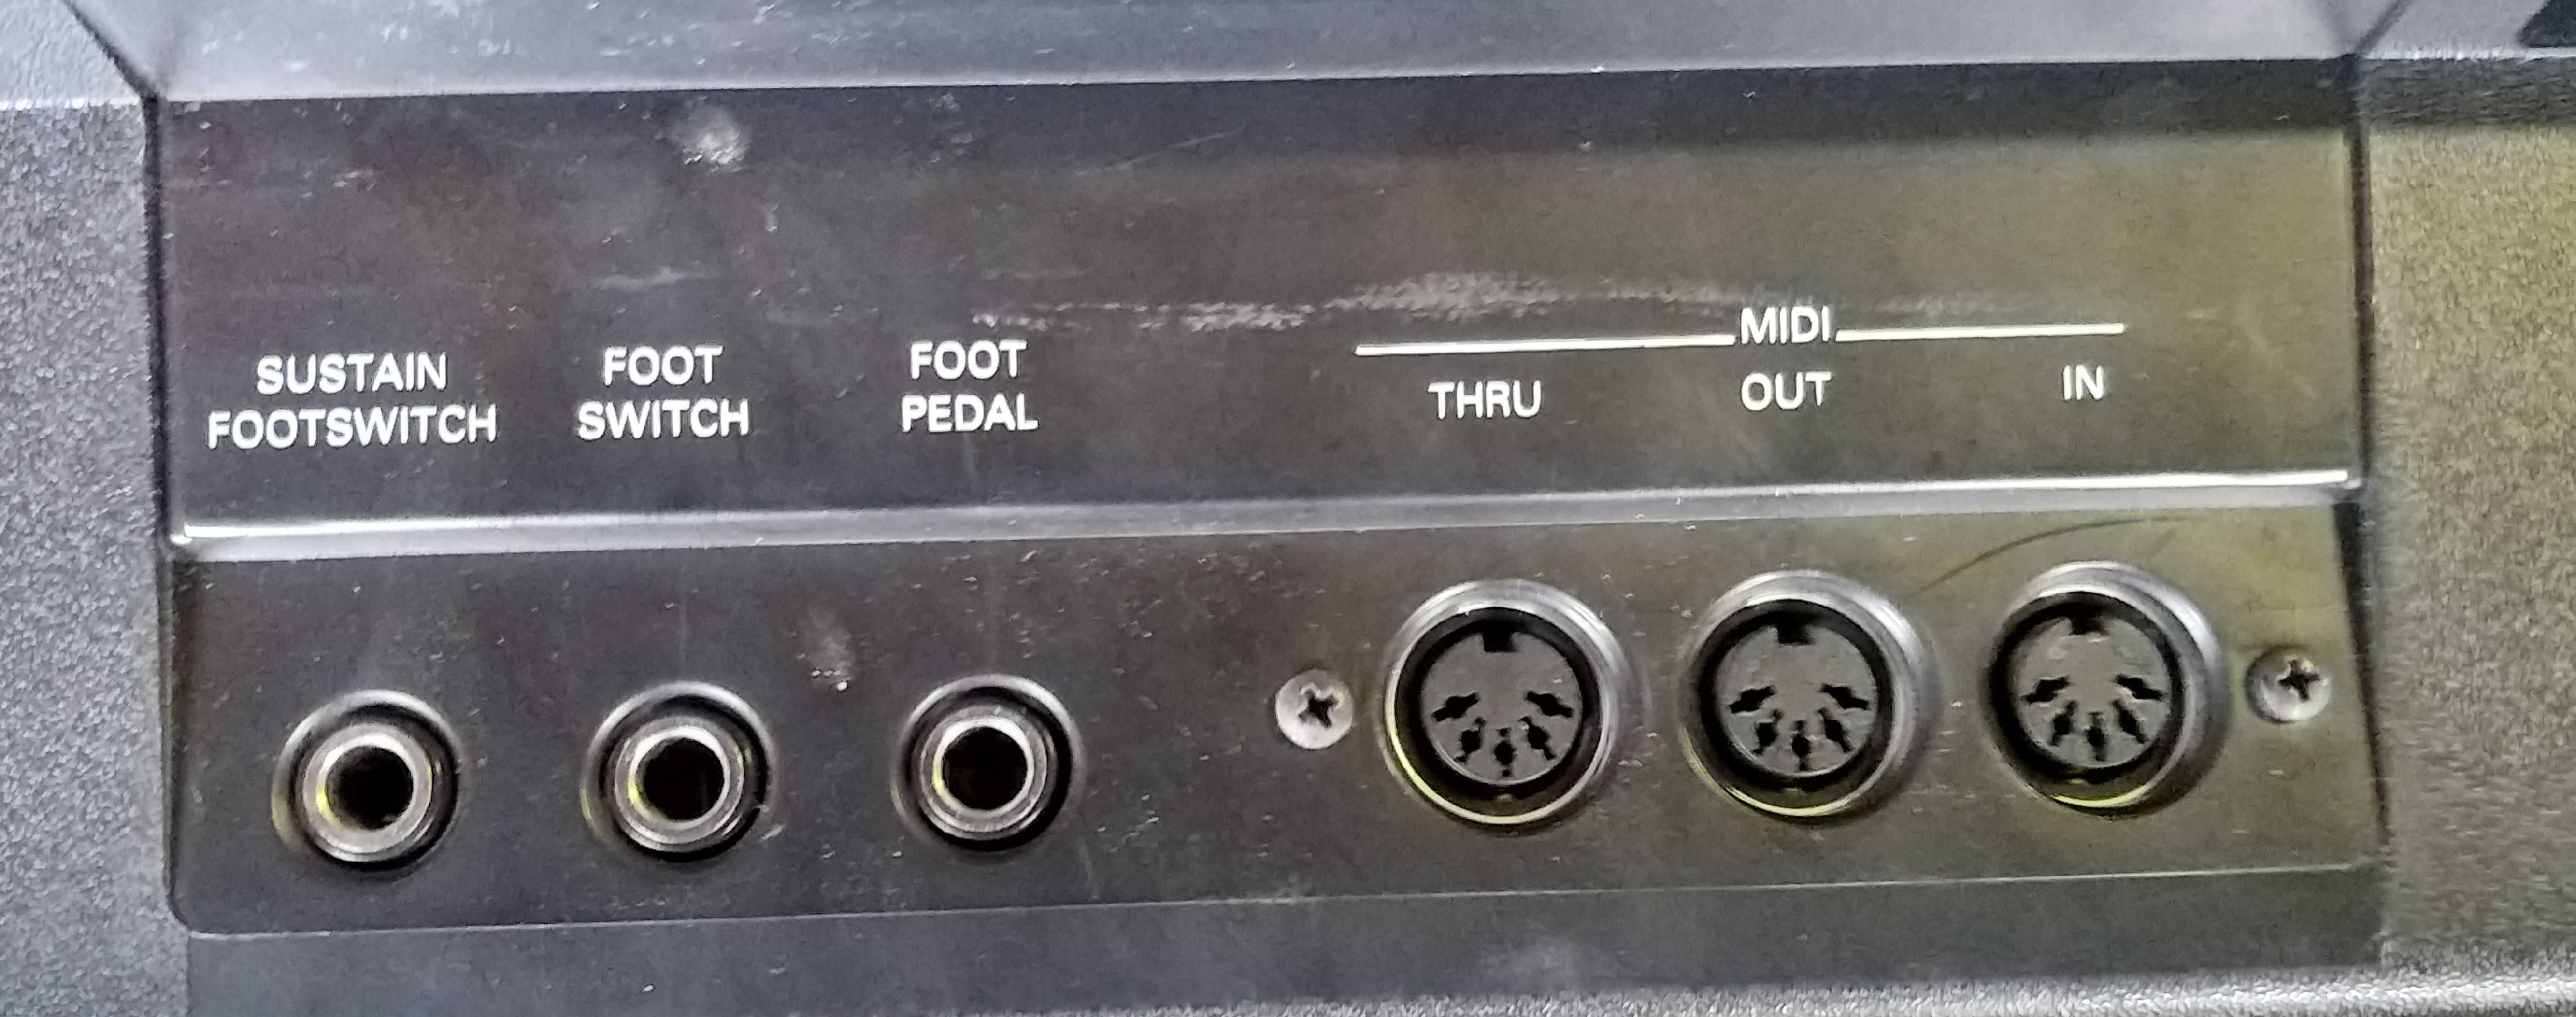 SUSTAIN
FOOTSWITCH
FOOT
SWITCH
FOOT
PEDAL
MIDI
THRU OUT IN